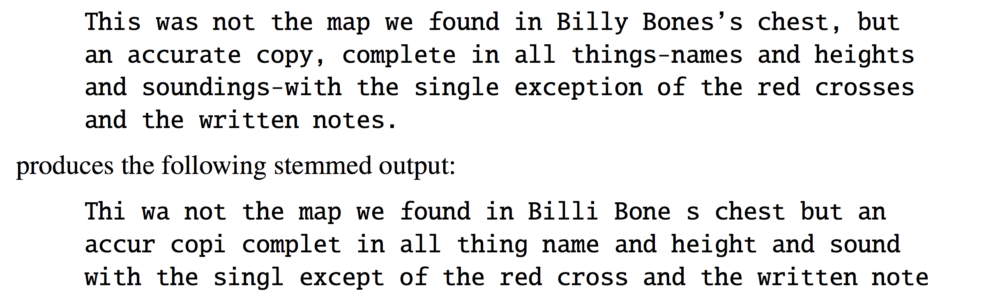 This was not the map we found in Billy Bones’s chest, but
an accurate copy, complete in all things-names and heights
and soundings-with the single exception of the red crosses
and the written notes.
produces the following stemmed output:
Thi wa not the map we found in Billi Bone s chest but an
accur copi complet in all thing name and height and sound
with the singl except of the red cross and the written note